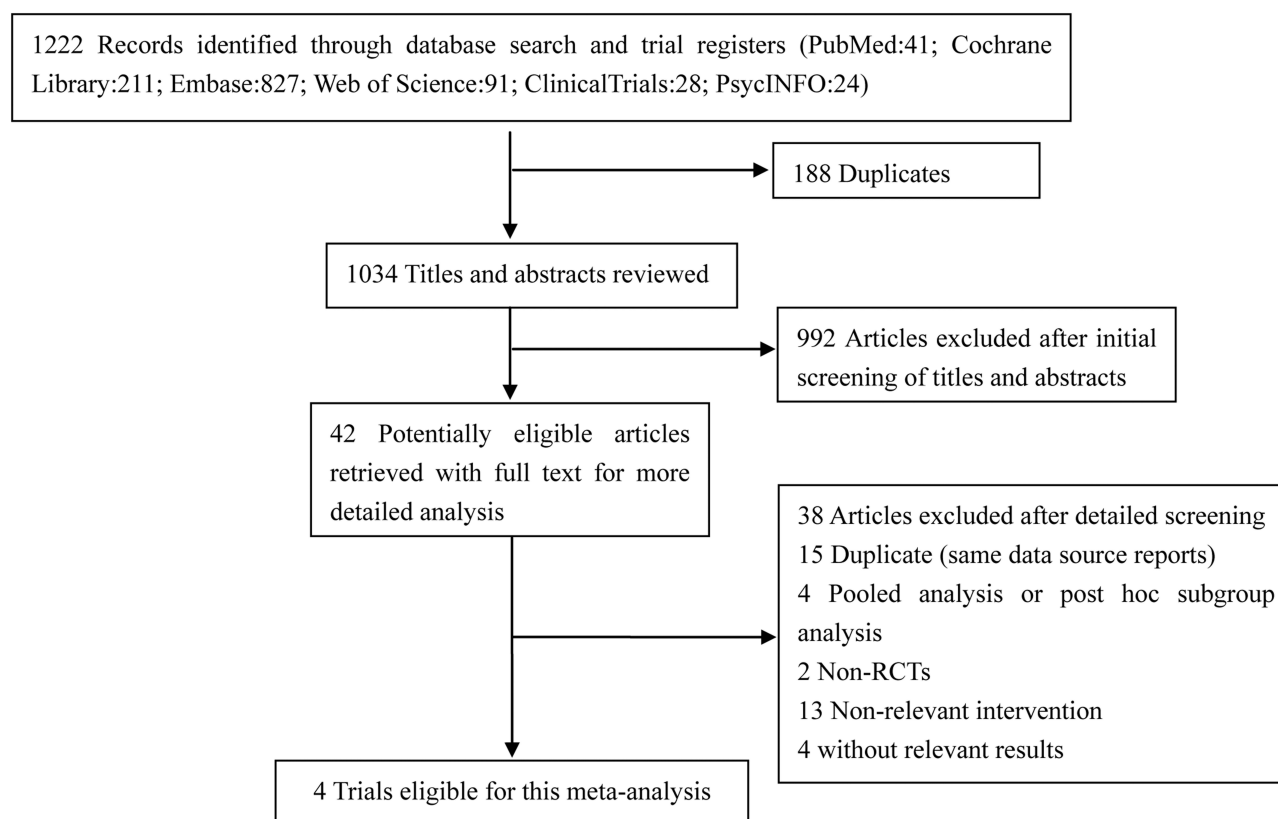 1222 Records identified through database search and trial registers (PubMed:41; Cochrane
Library:211; Embase:827; Web of Science:91; ClinicalTrials:28; PsycINFO:24)
188 Duplicates
1034 Titles and abstracts reviewed
992 Articles excluded after initial
screening of titles and abstracts
42 Potentially eligible articles
retrieved with full text for more
detailed analysis
38 Articles excluded after detailed screening
15 Duplicate (same data source reports)
4 Pooled analysis or post hoc subgroup
analysis
2 Non-RCTs
13 Non-relevant intervention
4 without relevant results
4 Trials eligible for this meta-analysis